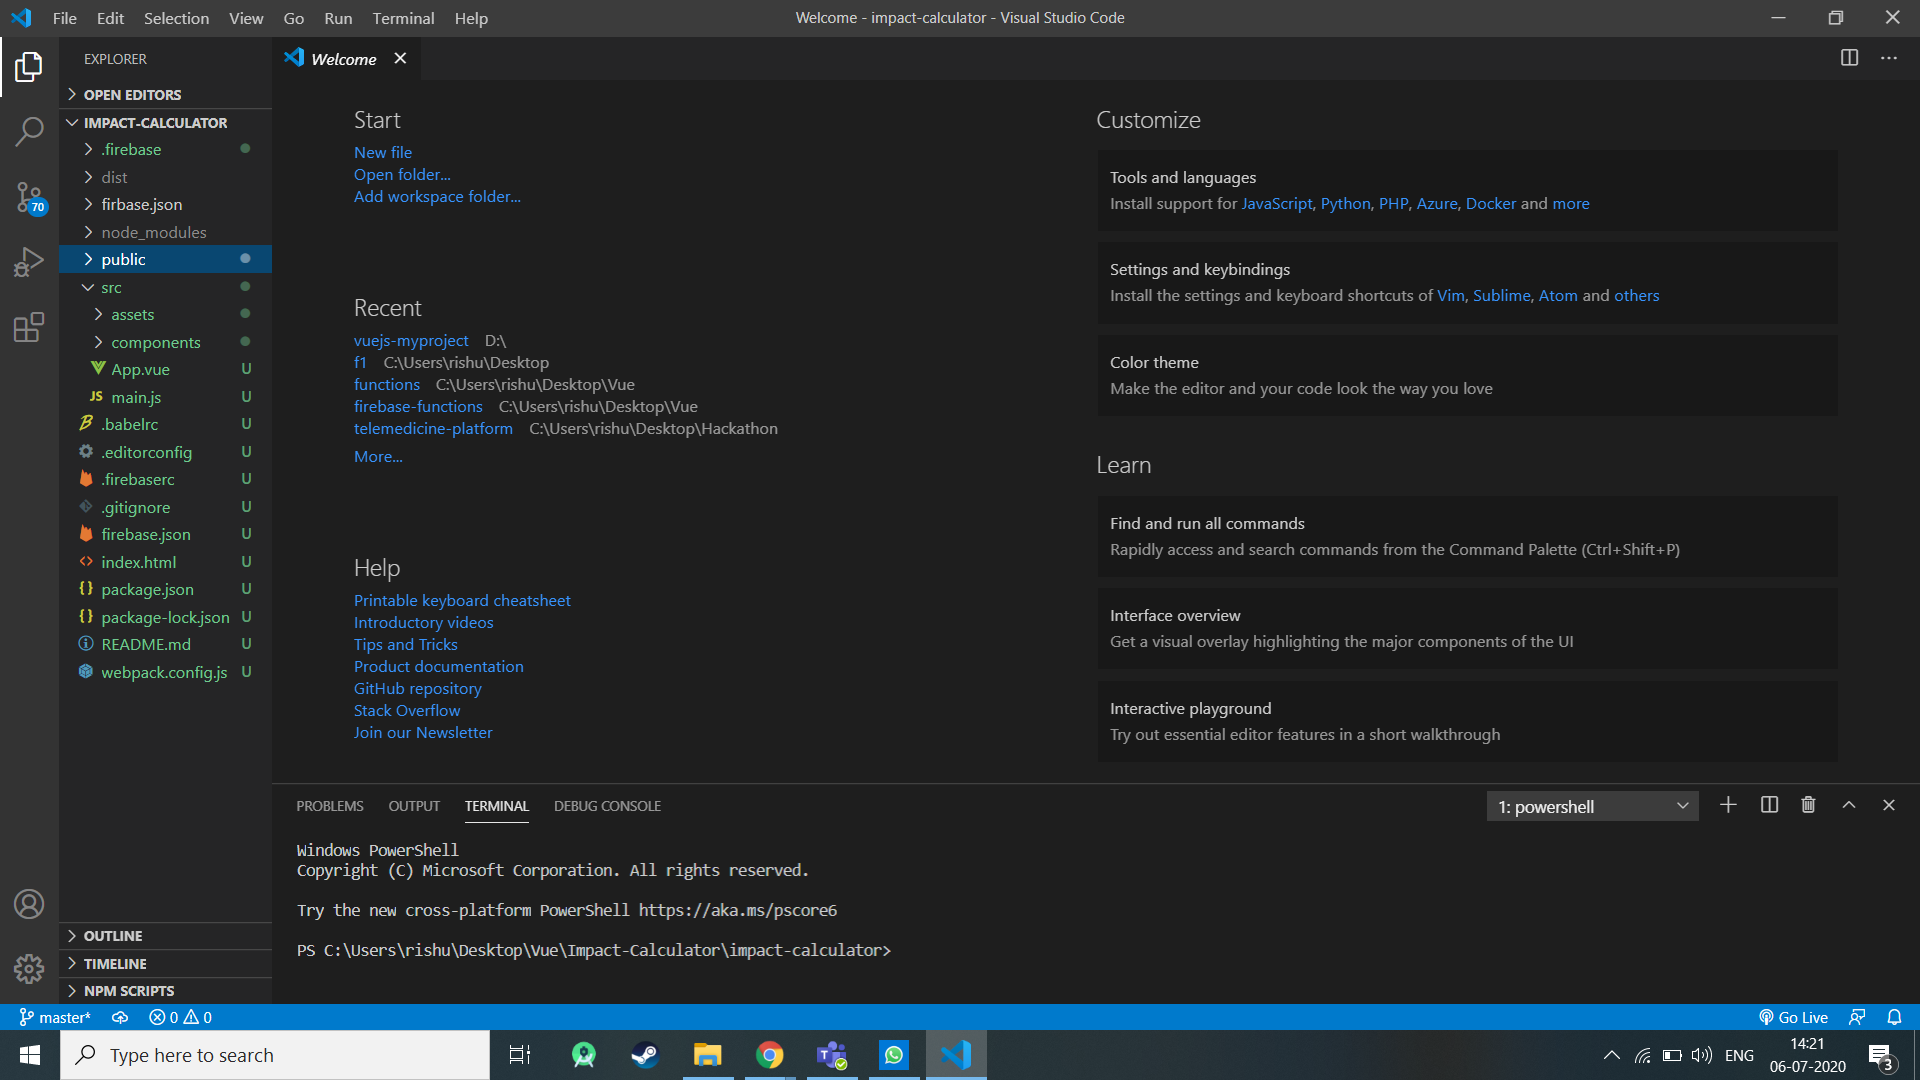 File Edit Selection View Go Run Terminal Help
Welcome - impact-calculator - Visual Studio Code
EXPLORER
OPEN EDITORS
IMPACT-CALCULATOR
.firebase
dist
firbase.json
node_modules
public
src
assets
components
App.vue U
JS main.js U
.babelrc U
.editorconfig U
.firebaserc U
.gitignore U
firebase.json U
index.html U
package.json U
package-lock.json U
README.md U
webpack.config.js U
OUTLINE
TIMELINE
NPM SCRIPTS
70
Welcome
Start
New file
Open folder...
Add workspace folder...
Recent
vuejs-myproject D:\
f1 C:\Users\rishu\Desktop
functions C:\Users\rishu\Desktop\Vue
firebase-functions C:\Users\rishu\Desktop\Vue
telemedicine-platform C:\Users\rishu\Desktop\Hackathon
More...
Help
Printable keyboard cheatsheet
Introductory videos
Tips and Tricks
Product documentation
GitHub repository
Stack Overflow
Join our Newsletter
Customize
Tools and languages
Install support for JavaScript, Python, PHP, Azure, Docker and more
Settings and keybindings
Install the settings and keyboard shortcuts of Vim, Sublime, Atom and others
Color theme
Make the editor and your code look the way you love
Learn
Find and run all commands
Rapidly access and search commands from the Command Palette (Ctrl+Shift+P)
Interface overview
Get a visual overlay highlighting the major components of the UI
Interactive playground
Try out essential editor features in a short walkthrough
PROBLEMS OUTPUT TERMINAL DEBUG CONSOLE
1: powershell
Windows PowerShell
Copyright (C) Microsoft Corporation. All rights reserved.
Try the new cross-platform PowerShell https://aka.ms/pscore6
PS C:\Users\rishu\Desktop\Vue\Impact-Calculator\impact-calculator>
master* 0 0
Go Live
Type here to search
ENG
14:21
06-07-2020
3